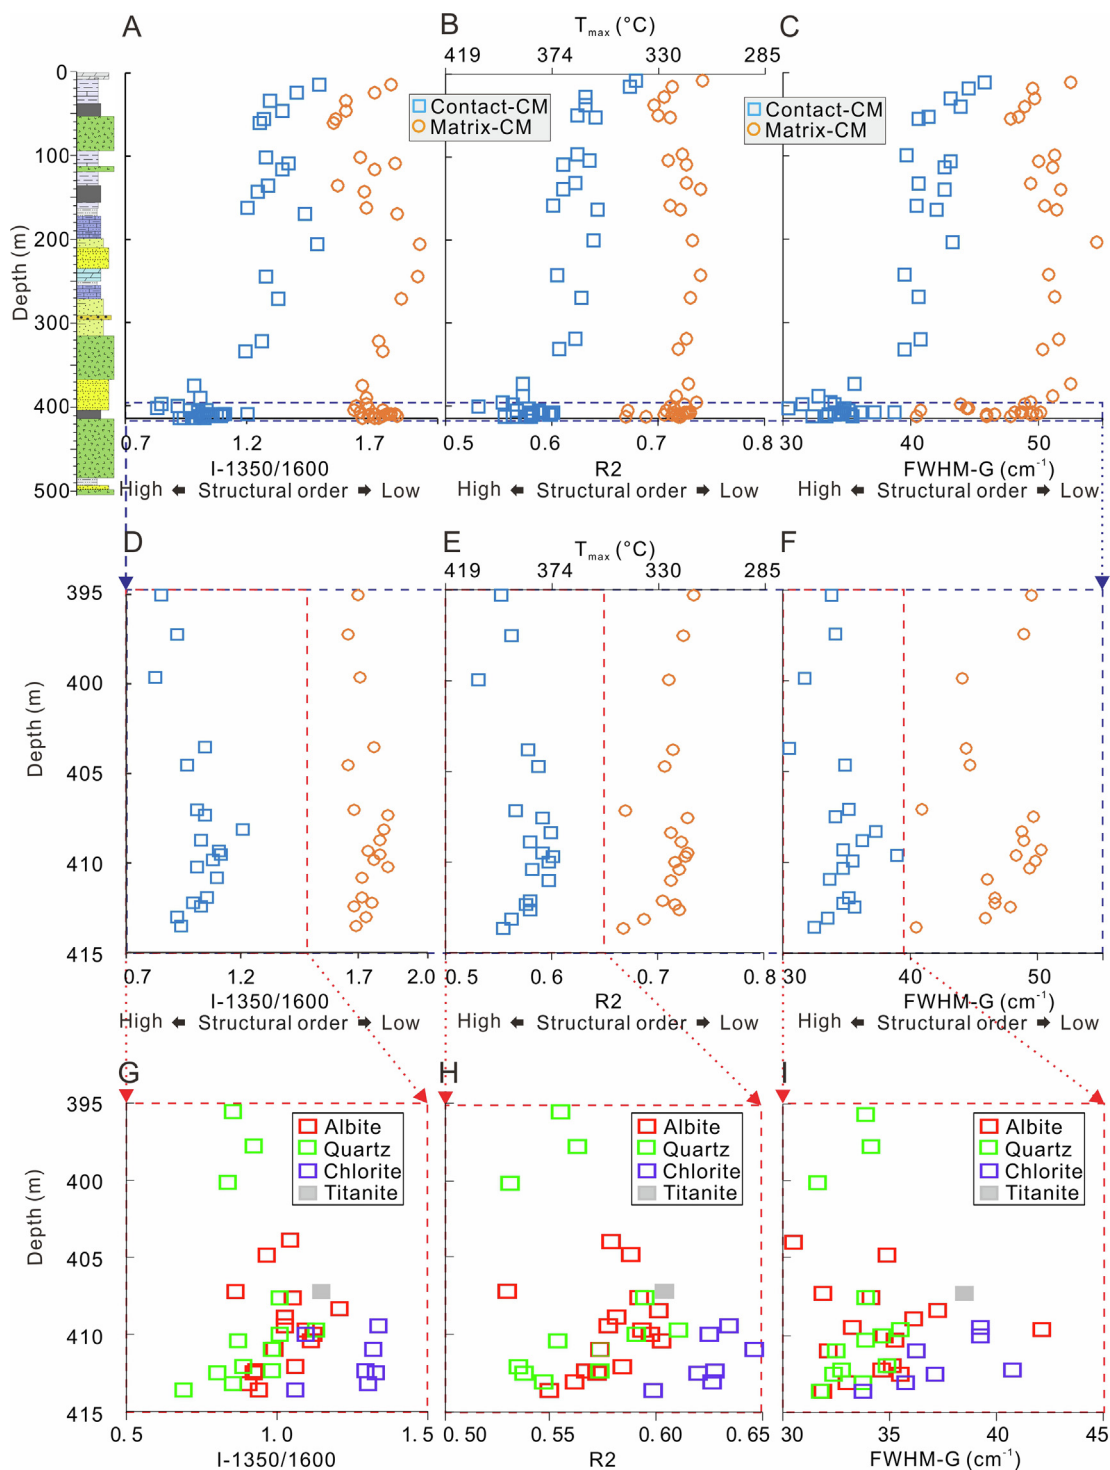 A
B
C
Tmax (°C)
419 374 330 285
Contact-CM
Matrix-CM
Contact-CM
Matrix-CM
Depth (m)
0
100
200
300
400
500
0.7 1.2 1.7
0.5 0.6 0.7 0.8
30 40 50
I-1350/1600
R2
FWHM-G (cm⁻¹)
High ⬅ Structural order ➡ Low
High ⬅ Structural order ➡ Low
High ⬅ Structural order ➡ Low
D
E
F
Tmax (°C)
419 374 330 285
Depth (m)
395
400
405
410
415
0.7 1.2 1.7 2.0
0.5 0.6 0.7 0.8
30 40 50
I-1350/1600
R2
FWHM-G (cm⁻¹)
High ⬅ Structural order ➡ Low
High ⬅ Structural order ➡ Low
High ⬅ Structural order ➡ Low
G
H
I
Albite
Quartz
Chlorite
Titanite
Albite
Quartz
Chlorite
Titanite
Albite
Quartz
Chlorite
Titanite
Depth (m)
395
400
405
410
415
0.5 1.0 1.5
0.50 0.55 0.60 0.65
30 35 40 45
I-1350/1600
R2
FWHM-G (cm⁻¹)